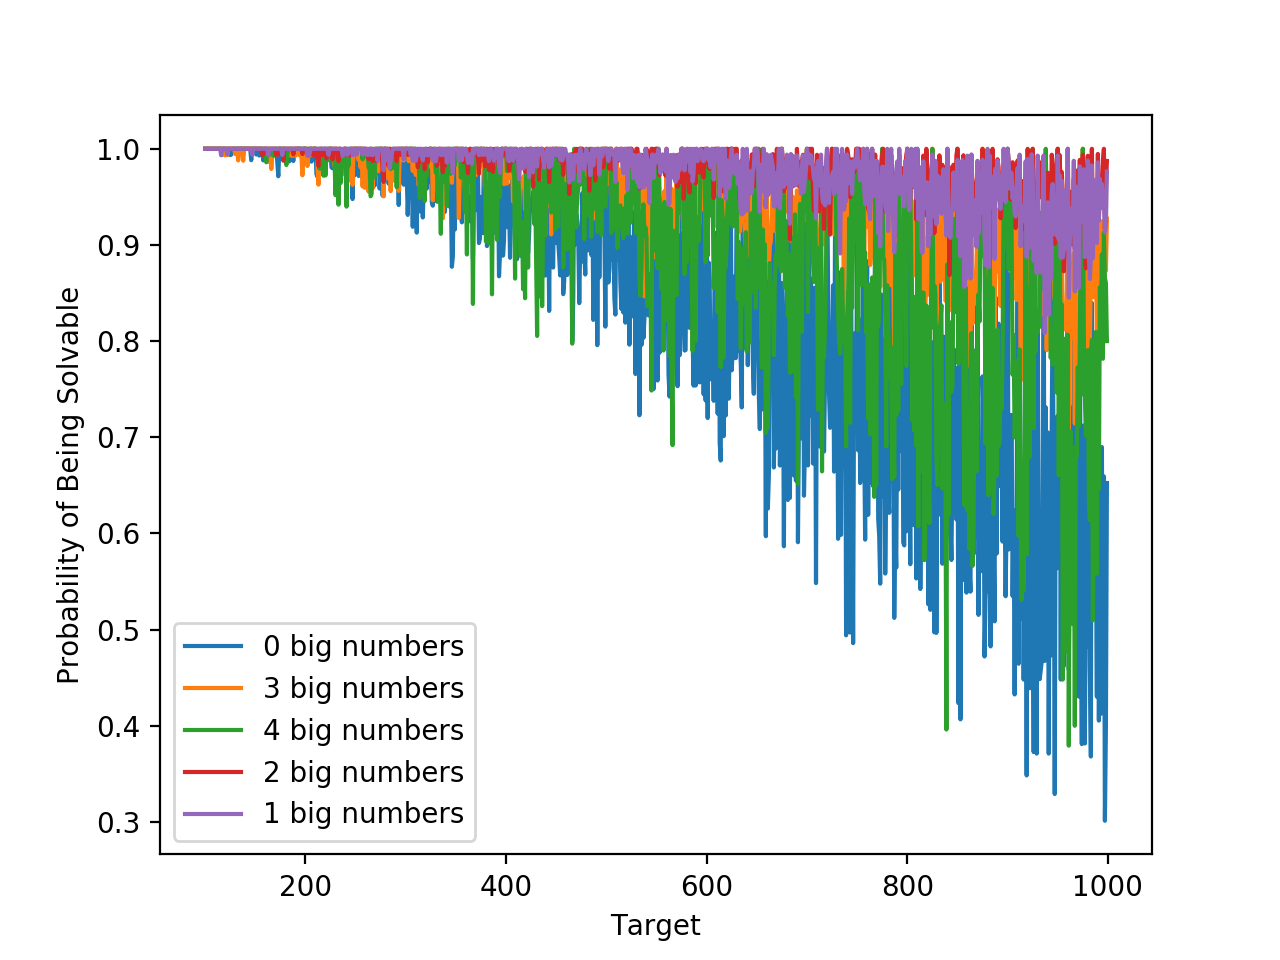 1.0
0.9
0.8
0.7
0.6
0.5
0.4
0.3
Probability of Being Solvable
0 big numbers
3 big numbers
4 big numbers
2 big numbers
1 big numbers
200 400 600 800 1000
Target